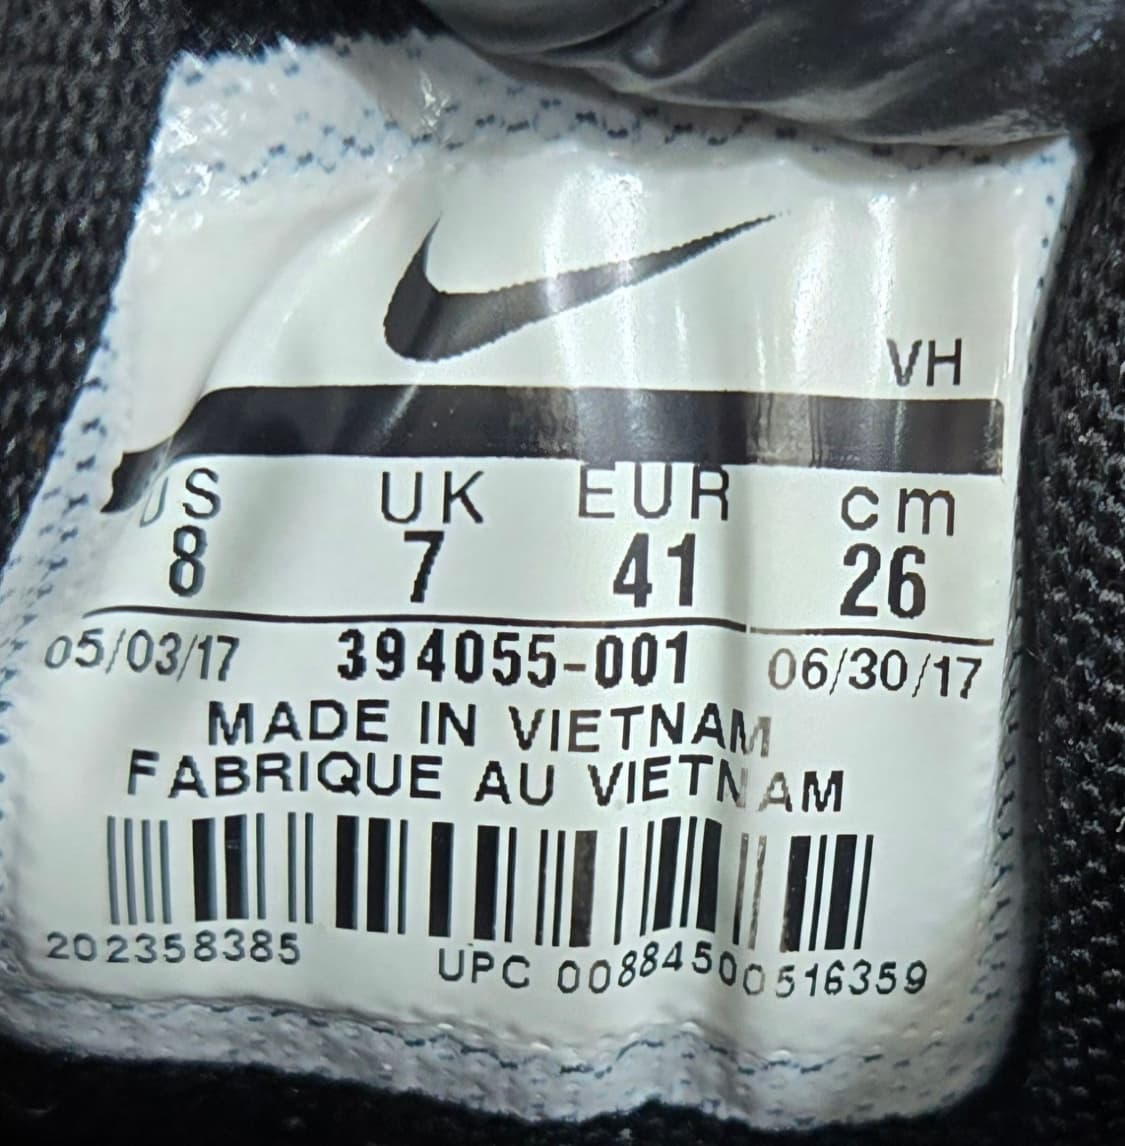 VH
US UK EUR cm
8 7 41 26
05/03/17 394055-001 06/30/17
MADE IN VIETNAM
FABRIQUE AU VIETNAM
202358385 UPC 00884500516359